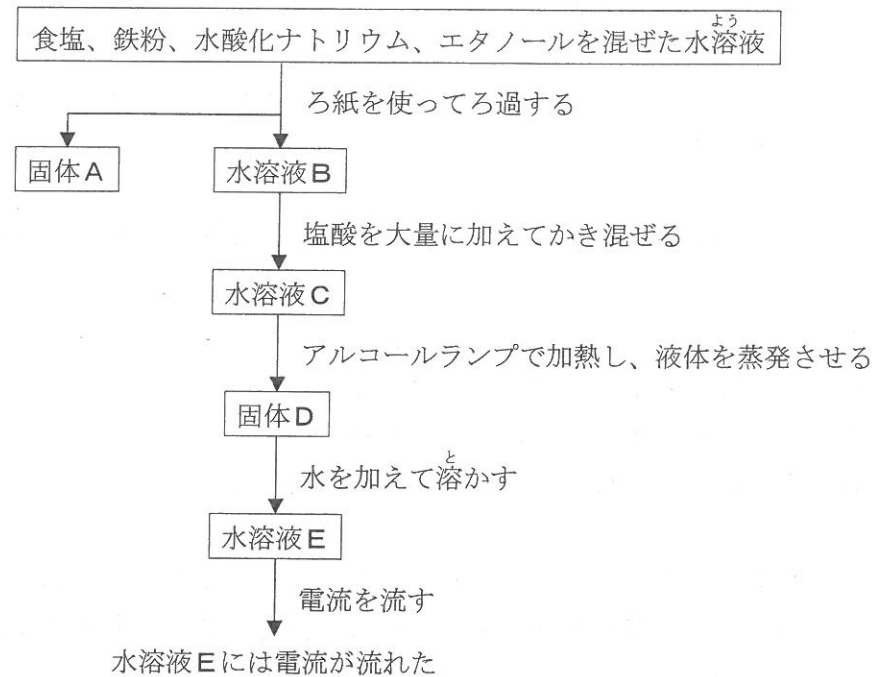 食塩、鉄粉、水酸化ナトリウム、エタノールを混ぜた水溶液
よう
ろ紙を使ってろ過する
固体A
水溶液B
塩酸を大量に加えてかき混ぜる
水溶液C
アルコールランプで加熱し、液体を蒸発させる
固体D
と
水を加えて溶かす
水溶液E
電流を流す
水溶液Eには電流が流れた